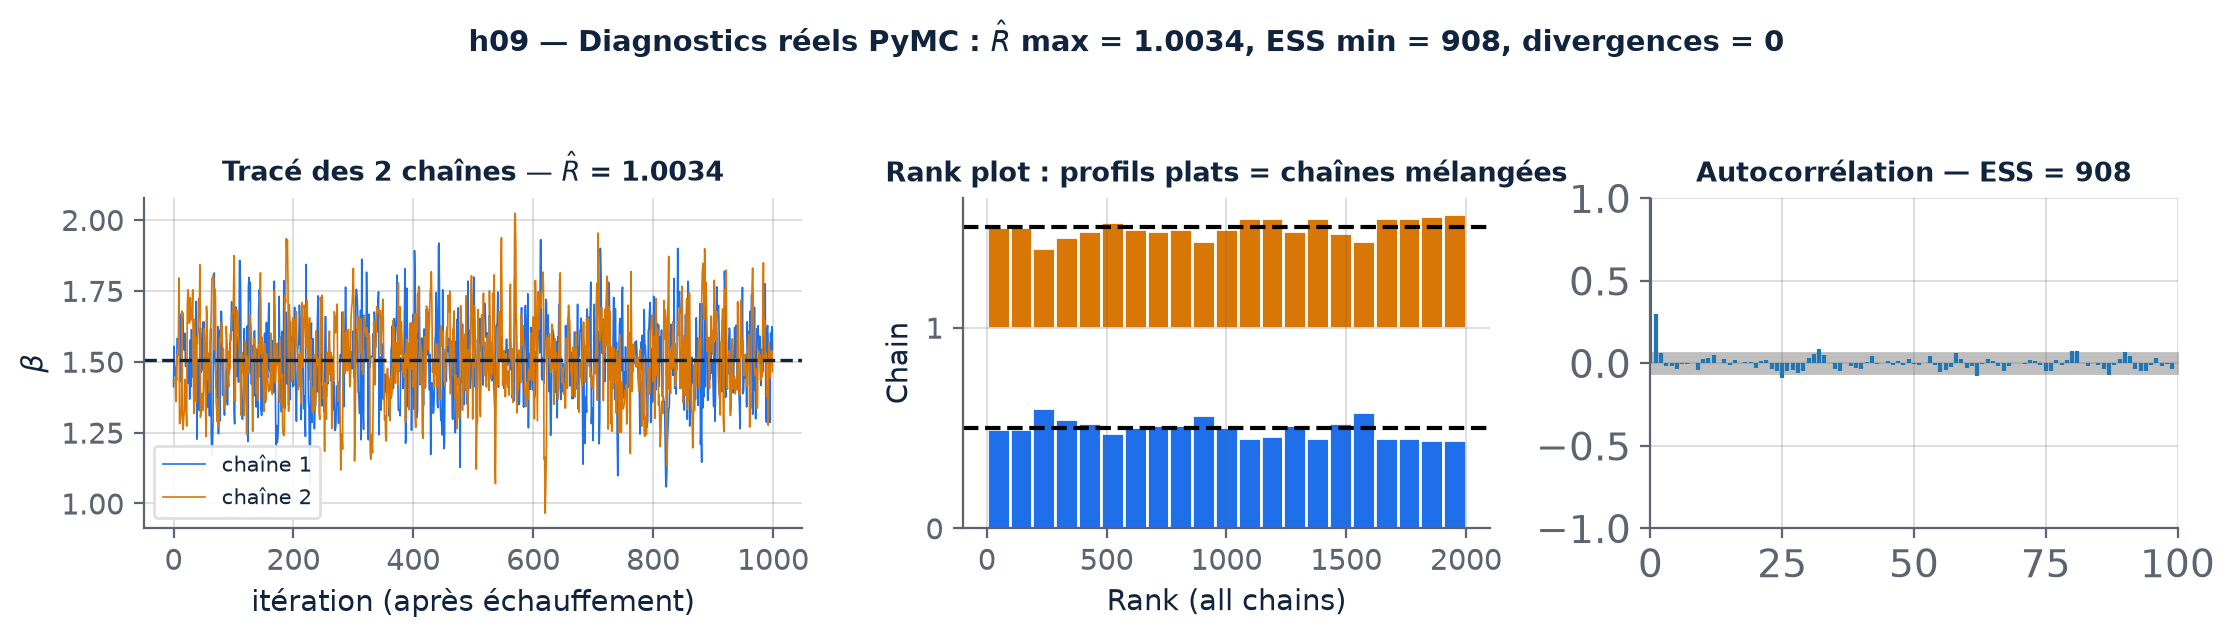 h09 — Diagnostics réels PyMC : R̂ max = 1.0034, ESS min = 908, divergences = 0
Tracé des 2 chaînes — R̂ = 1.0034
β
2.00
1.75
1.50
1.25
1.00
chaîne 1
chaîne 2
0 200 400 600 800 1000
itération (après échauffement)
Rank plot : profils plats = chaînes mélangées
Chain
1
0
0 500 1000 1500 2000
Rank (all chains)
Autocorrélation — ESS = 908
1.0
0.5
0.0
−0.5
−1.0
0 25 50 75 100